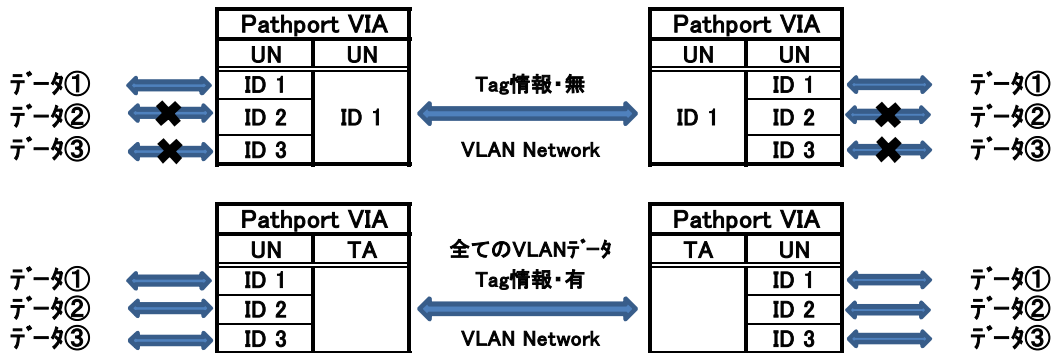 Pathport VIA Pathport VIA
UN UN UN UN
データ① ID 1 Tag情報・無 ID 1 データ①
データ② ID 2 ID 1 ID 1 ID 2 データ②
データ③ ID 3 VLAN Network ID 3 データ③
Pathport VIA Pathport VIA
UN TA 全てのVLANデータ TA UN
データ① ID 1 Tag情報・有 ID 1 データ①
データ② ID 2 ID 2 データ②
データ③ ID 3 VLAN Network ID 3 データ③